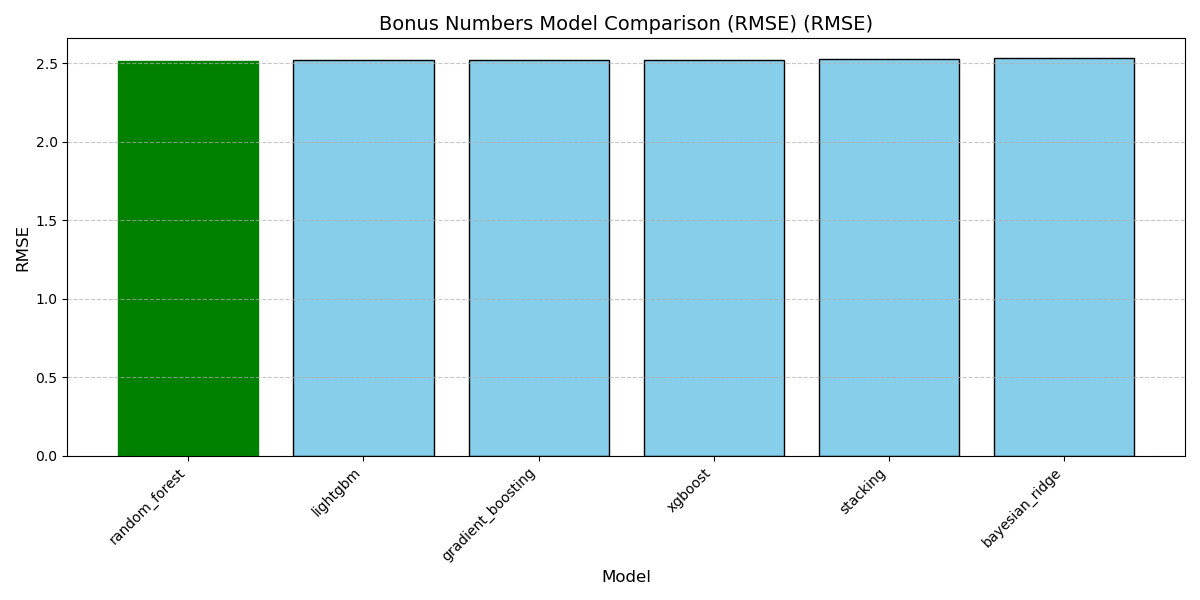 Bonus Numbers Model Comparison (RMSE) (RMSE)
RMSE
2.5
2.0
1.5
1.0
0.5
0.0
random_forest
lightgbm
gradient_boosting
xgboost
stacking
bayesian_ridge
Model